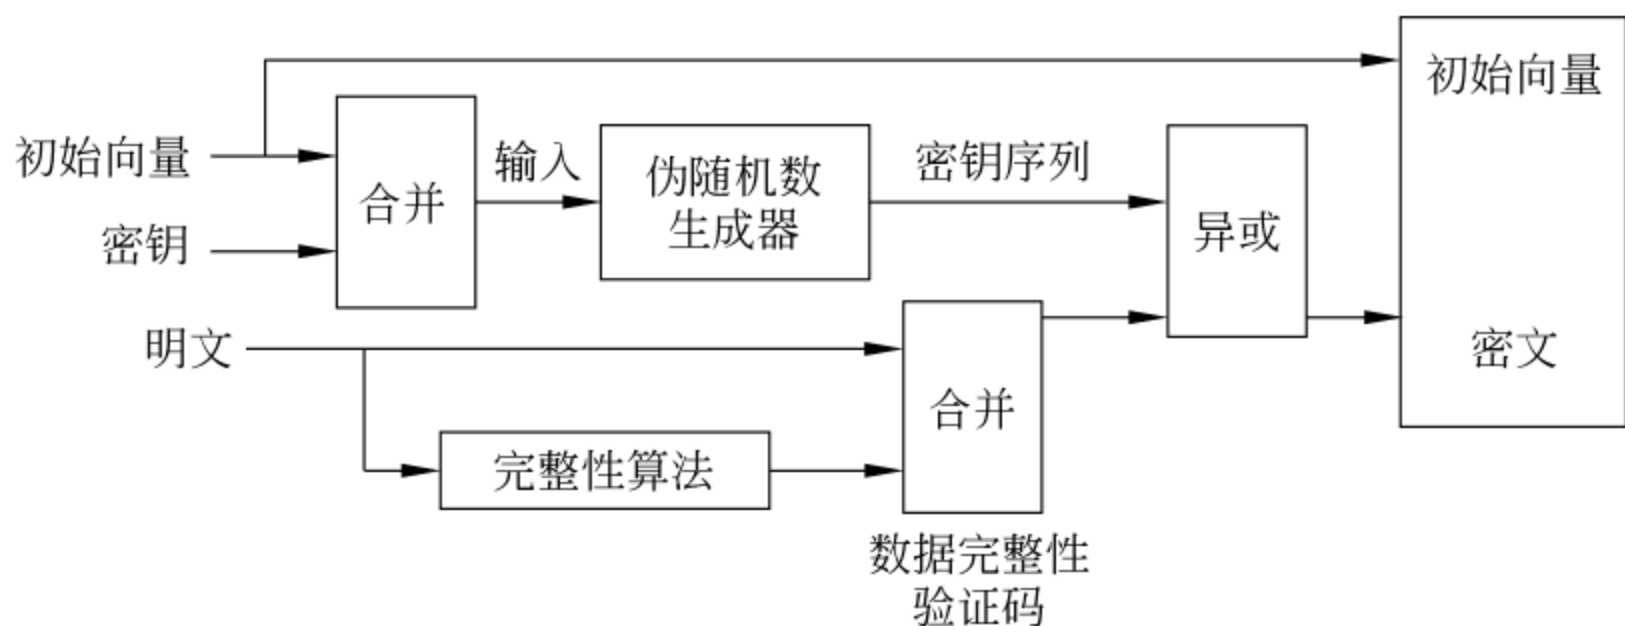 初始向量
初始向量
密钥
合并
输入
伪随机数
生成器
密钥序列
异或
明文
密文
合并
完整性算法
数据完整性
验证码